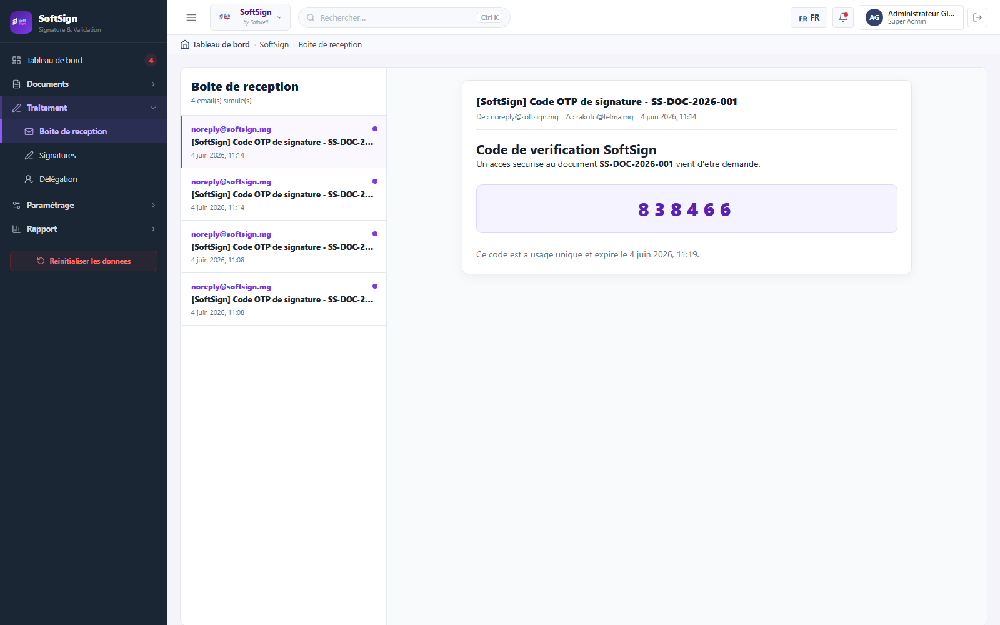 SoftSign
Signature & Validation
Tableau de bord
4
Documents
Traitement
Boite de reception
Signatures
Délégation
Paramétrage
Rapport
Reinitialiser les donnees
SoftSign
by Softwell
Rechercher...
Ctrl K
FR FR
AG
Administrateur Gl...
Super Admin
Tableau de bord › SoftSign › Boite de reception
Boite de reception
4 email(s) simule(s)
noreply@softsign.mg
[SoftSign] Code OTP de signature - SS-DOC-2...
4 juin 2026, 11:14
noreply@softsign.mg
[SoftSign] Code OTP de signature - SS-DOC-2...
4 juin 2026, 11:14
noreply@softsign.mg
[SoftSign] Code OTP de signature - SS-DOC-2...
4 juin 2026, 11:08
noreply@softsign.mg
[SoftSign] Code OTP de signature - SS-DOC-2...
4 juin 2026, 11:08
[SoftSign] Code OTP de signature - SS-DOC-2026-001
De : noreply@softsign.mg A : rakoto@telma.mg 4 juin 2026, 11:14
Code de verification SoftSign
Un acces securise au document SS-DOC-2026-001 vient d'etre demande.
838466
Ce code est a usage unique et expire le 4 juin 2026, 11:19.